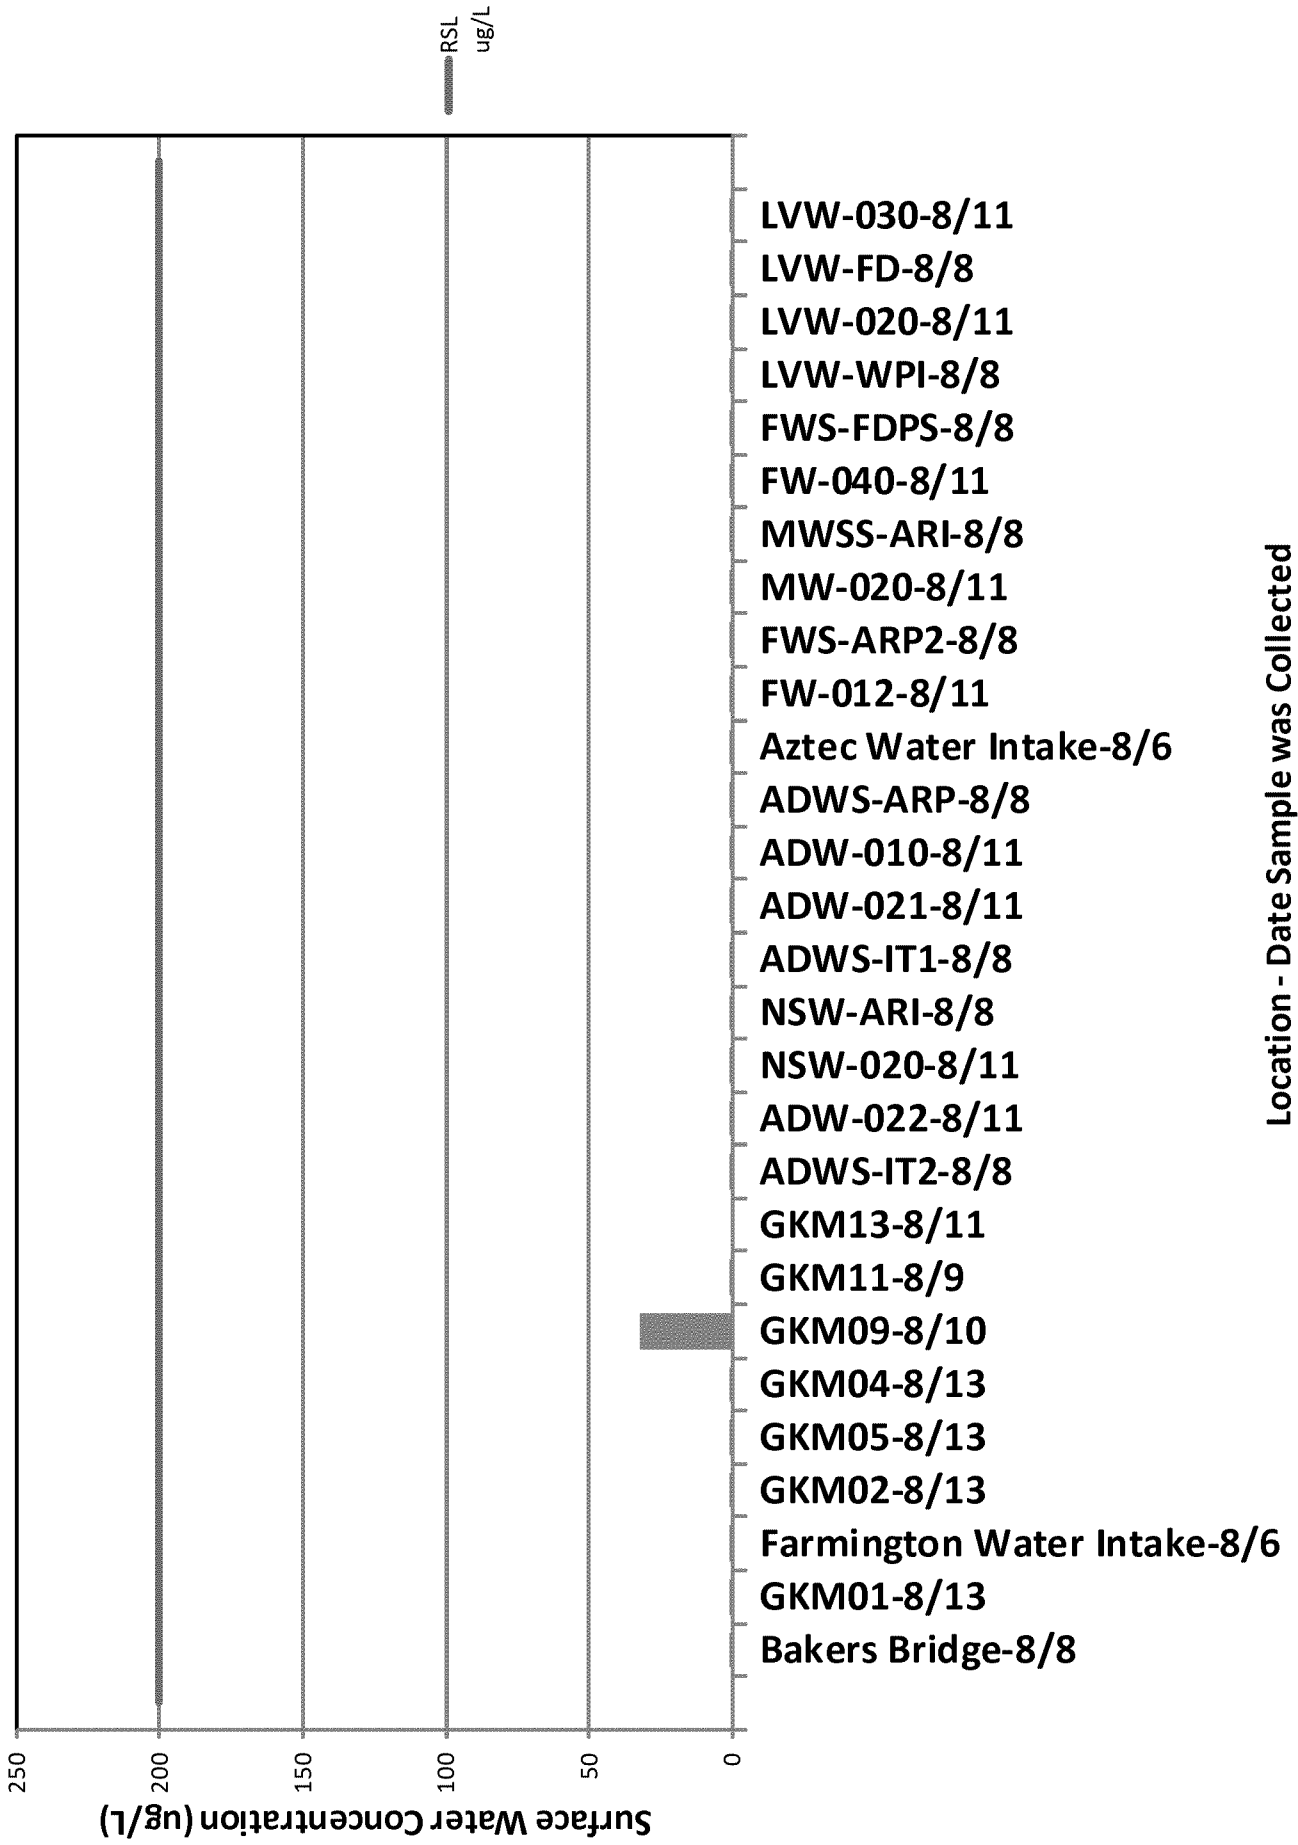 Surface Water Concentration (ug/L)
250
200
150
100
50
0
Bakers Bridge-8/8
GKM01-8/13
Farmington Water Intake-8/6
GKM02-8/13
GKM05-8/13
GKM04-8/13
GKM09-8/10
GKM11-8/9
GKM13-8/11
ADWS-IT2-8/8
ADW-022-8/11
NSW-020-8/11
NSW-ARI-8/8
ADWS-IT1-8/8
ADW-021-8/11
ADW-010-8/11
ADWS-ARP-8/8
Aztec Water Intake-8/6
FW-012-8/11
FWS-ARP2-8/8
MW-020-8/11
MWSS-ARI-8/8
FW-040-8/11
FWS-FDPS-8/8
LVW-WPI-8/8
LVW-020-8/11
LVW-FD-8/8
LVW-030-8/11
Location - Date Sample was Collected
RSL
ug/L